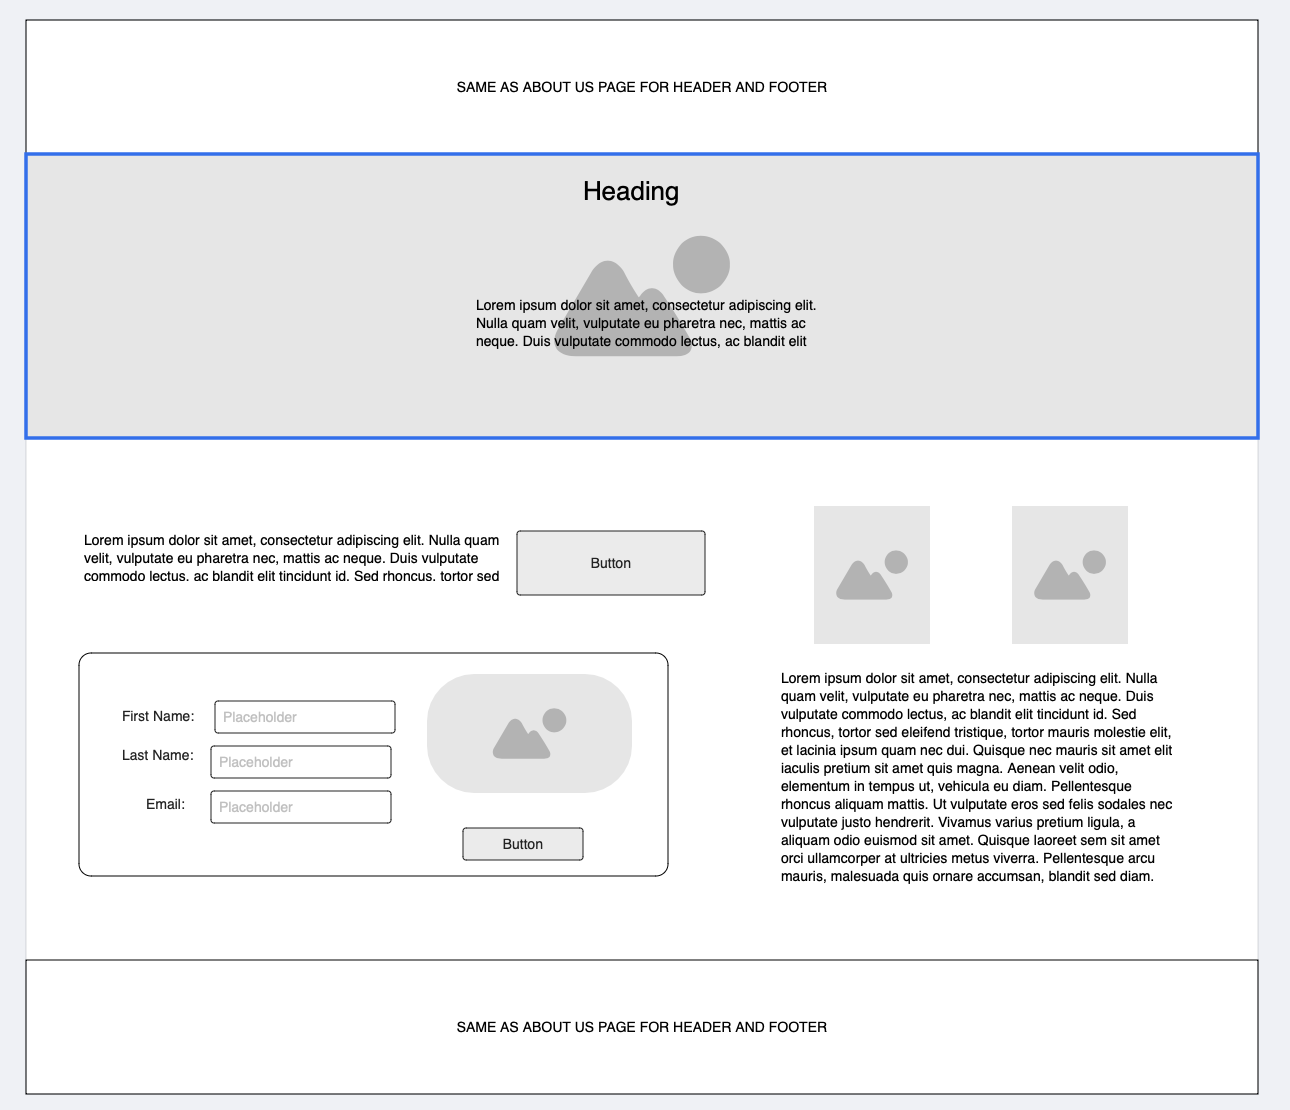 SAME AS ABOUT US PAGE FOR HEADER AND FOOTER
Heading
Lorem ipsum dolor sit amet, consectetur adipiscing elit.
Nulla quam velit, vulputate eu pharetra nec, mattis ac
neque. Duis vulputate commodo lectus, ac blandit elit
Lorem ipsum dolor sit amet, consectetur adipiscing elit. Nulla quam
velit, vulputate eu pharetra nec, mattis ac neque. Duis vulputate
commodo lectus. ac blandit elit tincidunt id. Sed rhoncus. tortor sed
Button
First Name:
Placeholder
Last Name:
Placeholder
Email:
Placeholder
Button
Lorem ipsum dolor sit amet, consectetur adipiscing elit. Nulla
quam velit, vulputate eu pharetra nec, mattis ac neque. Duis
vulputate commodo lectus, ac blandit elit tincidunt id. Sed
rhoncus, tortor sed eleifend tristique, tortor mauris molestie elit,
et lacinia ipsum quam nec dui. Quisque nec mauris sit amet elit
iaculis pretium sit amet quis magna. Aenean velit odio,
elementum in tempus ut, vehicula eu diam. Pellentesque
rhoncus aliquam mattis. Ut vulputate eros sed felis sodales nec
vulputate justo hendrerit. Vivamus varius pretium ligula, a
aliquam odio euismod sit amet. Quisque laoreet sem sit amet
orci ullamcorper at ultricies metus viverra. Pellentesque arcu
mauris, malesuada quis ornare accumsan, blandit sed diam.
SAME AS ABOUT US PAGE FOR HEADER AND FOOTER